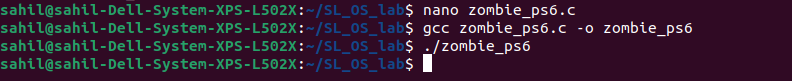 sahil@sahil-Dell-System-XPS-L502X:~/SL_OS_lab$ nano zombie_ps6.c
sahil@sahil-Dell-System-XPS-L502X:~/SL_OS_lab$ gcc zombie_ps6.c -o zombie_ps6
sahil@sahil-Dell-System-XPS-L502X:~/SL_OS_lab$ ./zombie_ps6
sahil@sahil-Dell-System-XPS-L502X:~/SL_OS_lab$